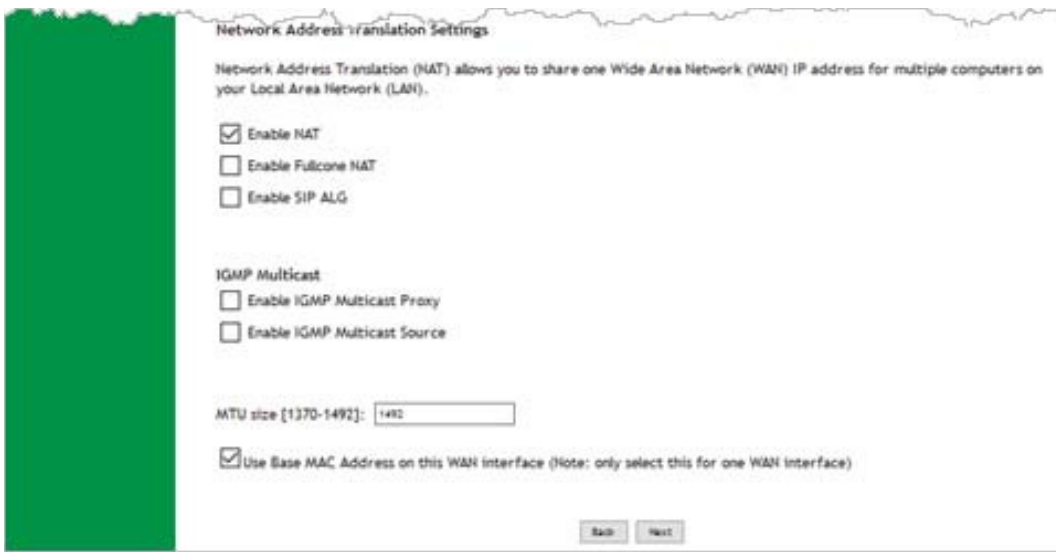 Network Address Translation Settings
Network Address Translation (NAT) allows you to share one Wide Area Network (WAN) IP address for multiple computers on
your Local Area Network (LAN).
Enable NAT
Enable Fullcone NAT
Enable SIP ALG
IGMP Multicast
Enable IGMP Multicast Proxy
Enable IGMP Multicast Source
MTU size [1370-1492]: 1492
Use Base MAC Address on this WAN interface (Note: only select this for one WAN interface)
Back Next